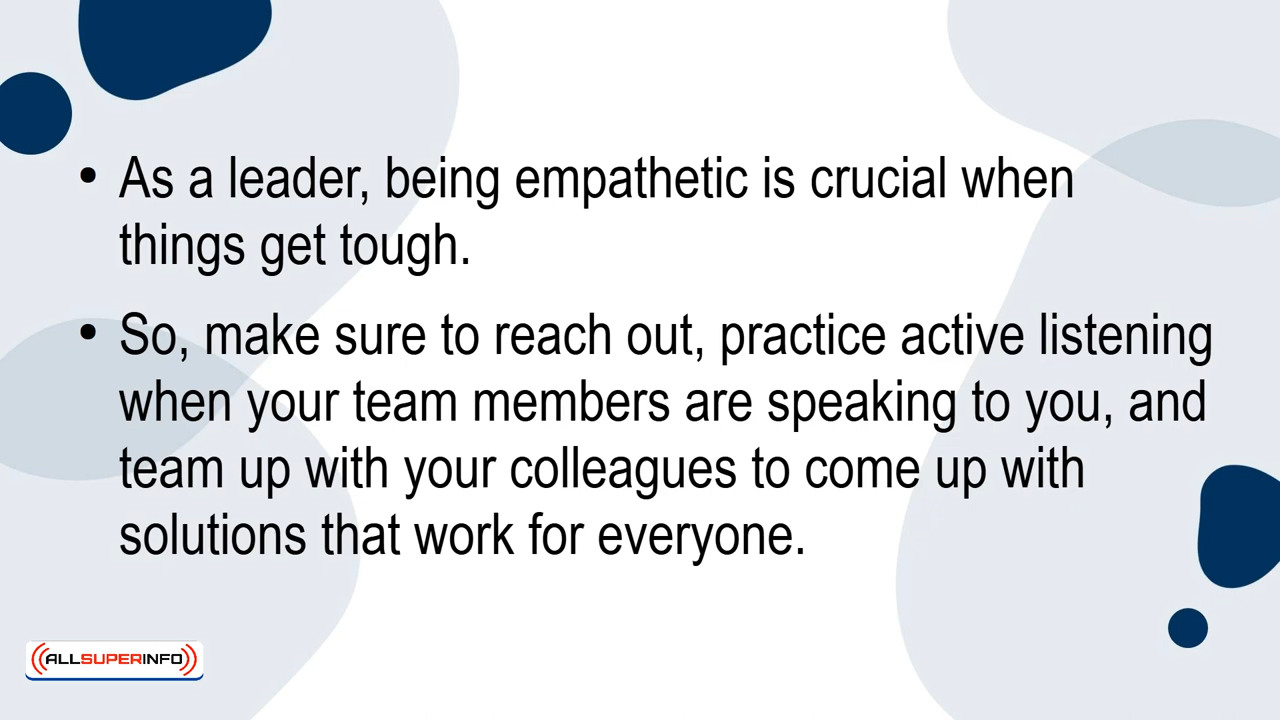 • As a leader, being empathetic is crucial when
things get tough.
• So, make sure to reach out, practice active listening
when your team members are speaking to you, and
team up with your colleagues to come up with
solutions that work for everyone.
ALLSUPERINFO